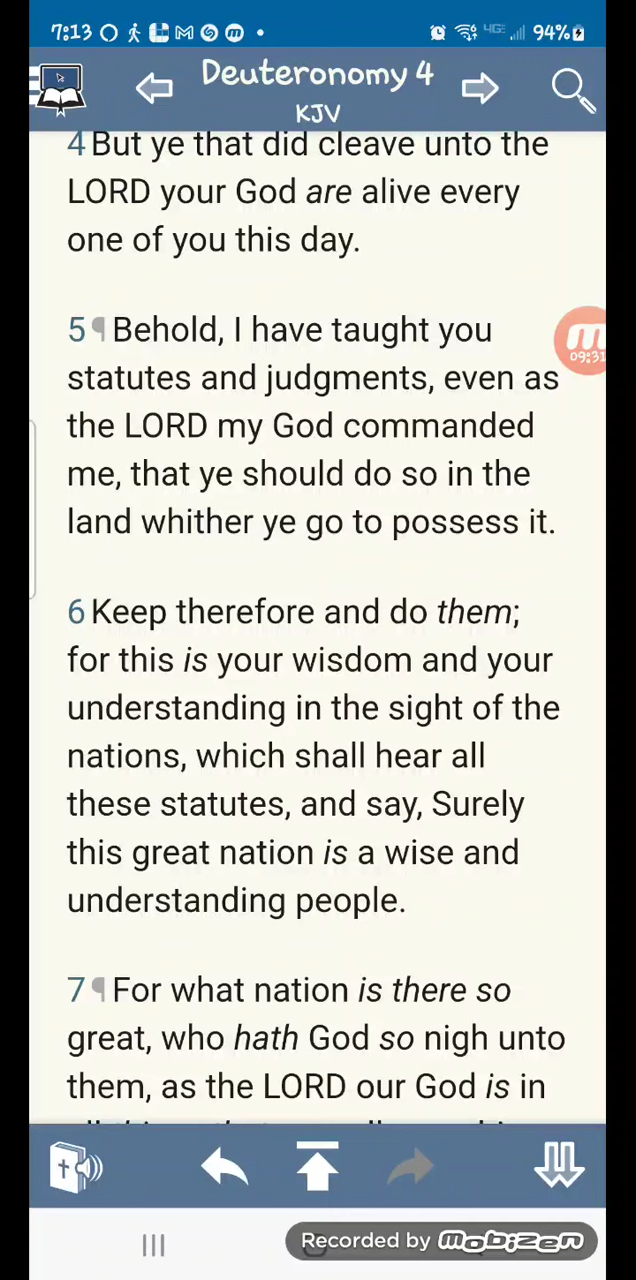 7:13
4GE 94%
Deuteronomy 4
KJV
4 But ye that did cleave unto the
LORD your God are alive every
one of you this day.
5 ¶ Behold, I have taught you
statutes and judgments, even as
the LORD my God commanded
me, that ye should do so in the
land whither ye go to possess it.
09:31
6 Keep therefore and do them;
for this is your wisdom and your
understanding in the sight of the
nations, which shall hear all
these statutes, and say, Surely
this great nation is a wise and
understanding people.
7 ¶ For what nation is there so
great, who hath God so nigh unto
them, as the LORD our God is in
Recorded by mobizen